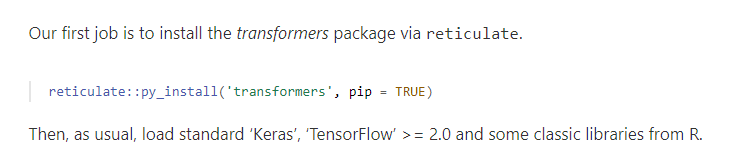 Our first job is to install the transformers package via reticulate.
reticulate::py_install('transformers', pip = TRUE)
Then, as usual, load standard ‘Keras’, ‘TensorFlow’ >= 2.0 and some classic libraries from R.